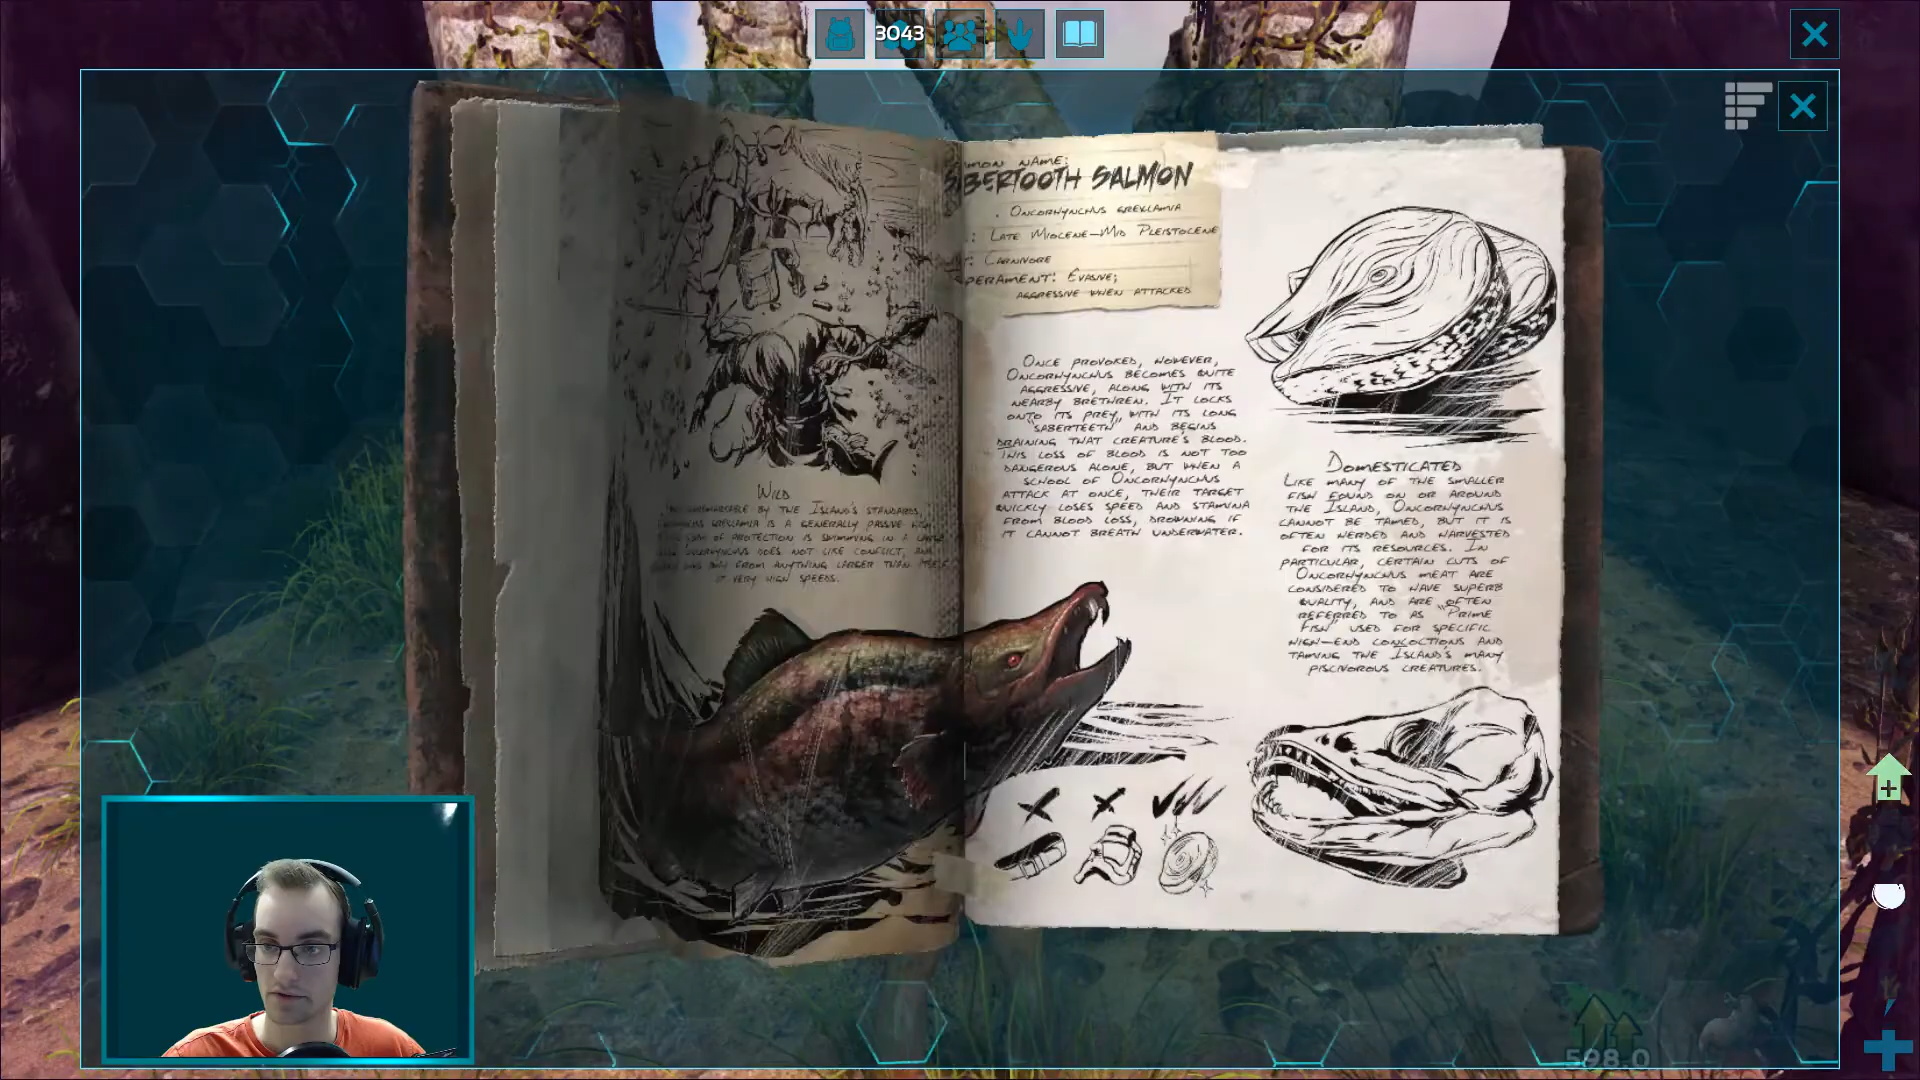 3043
MON NAME:
BERTOOTH SALMON
. ONCORHYNCHUS GREXLAMIA
: LATE MIOCENE–MID PLEISTOCENE
: CARNIVORE
PERAMENT: EVASIVE;
AGGRESSIVE WHEN ATTACKED
WILD
BY THE ISLAND'S STANDARDS,
IS A GENERALLY PASSIVE
OF PROTECTION IS SWIMMING IN A LARGE
DOES NOT LIKE CONFLICT, AND
FROM ANYTHING LARGER THAN ITSELF
AT VERY HIGH SPEEDS.
ONCE PROVOKED, HOWEVER,
ONCORHYNCHUS BECOMES QUITE
AGGRESSIVE, ALONG WITH ITS
NEARBY BRETHREN. IT LOCKS
ONTO ITS PREY, WITH ITS LONG
"SABERTEETH" AND BEGINS
DRAINING THAT CREATURE'S BLOOD.
THIS LOSS OF BLOOD IS NOT TOO
DANGEROUS ALONE, BUT WHEN A
SCHOOL OF ONCORHYNCHUS
ATTACK AT ONCE, THEIR TARGET
QUICKLY LOSES SPEED AND STAMINA
FROM BLOOD LOSS, DROWNING IF
IT CANNOT BREATH UNDERWATER.
DOMESTICATED
LIKE MANY OF THE SMALLER
FISH FOUND ON OR AROUND
THE ISLAND, ONCORHYNCHUS
CANNOT BE TAMED, BUT IT IS
OFTEN HERDED AND HARVESTED
FOR ITS RESOURCES. IN
PARTICULAR, CERTAIN CUTS OF
ONCORHYNCHUS MEAT ARE
CONSIDERED TO HAVE SUPERB
QUALITY, AND ARE OFTEN
REFERRED TO AS "PRIME
FISH" USED FOR SPECIFIC
HIGH-END CONCOCTIONS AND
TAMING THE ISLAND'S MANY
PISCIVOROUS CREATURES.
598.0